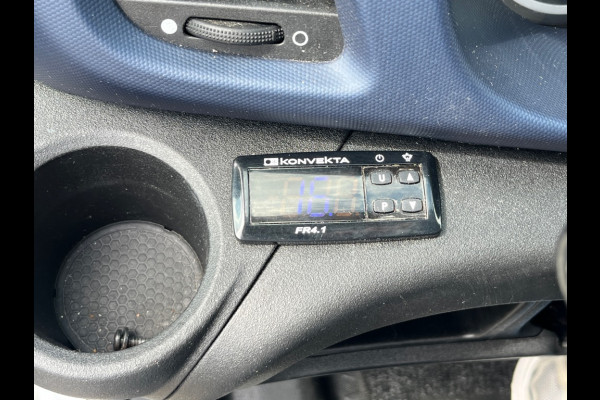 KONVEKTA
U A
16
P
FR4.1